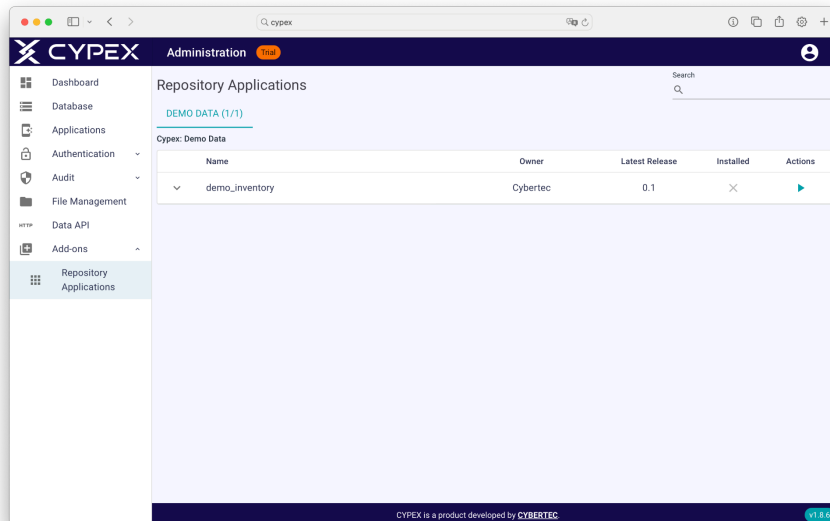 cypex
CYPEX
Administration
Trial
Dashboard
Database
Applications
Authentication
Audit
File Management
HTTP
Data API
Add-ons
Repository
Applications
Repository Applications
Search
DEMO DATA (1/1)
Cypex: Demo Data
Name Owner Latest Release Installed Actions
demo_inventory Cybertec 0.1
CYPEX is a product developed by CYBERTEC.
v1.8.6